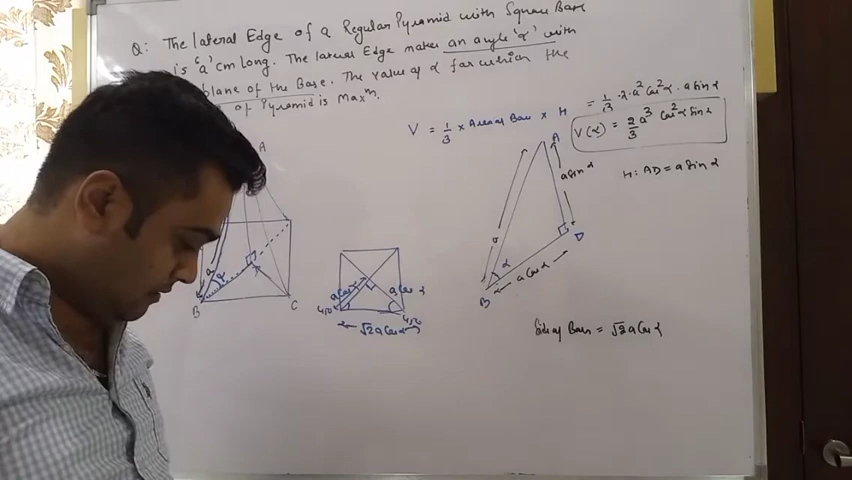 Q: The lateral Edge of a Regular Pyramid with Square Base
is 'a' cm long. The lateral Edge makes an angle 'α' with
plane of the Base. The value of α for which the
of Pyramid is Maxm.
V = 1/3 × Area of Base × H = 1/3 · 2 · a² Cos²α · a Sin α
V(α) = 2/3 a³ Cos²α Sin α
H: AD = a Sin α
A
a
α
B
C
a Cos α
a Cos α
45°
45°
√2 a Cos α
A
a
a Sin α
α
B
D
a Cos α
Side of Base = √2 a Cos α